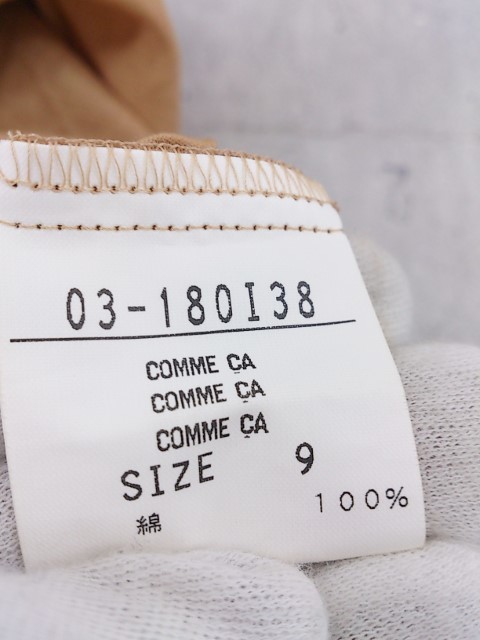 03-180I38
COMME ÇA
COMME ÇA
COMME ÇA
SIZE 9
綿 100%